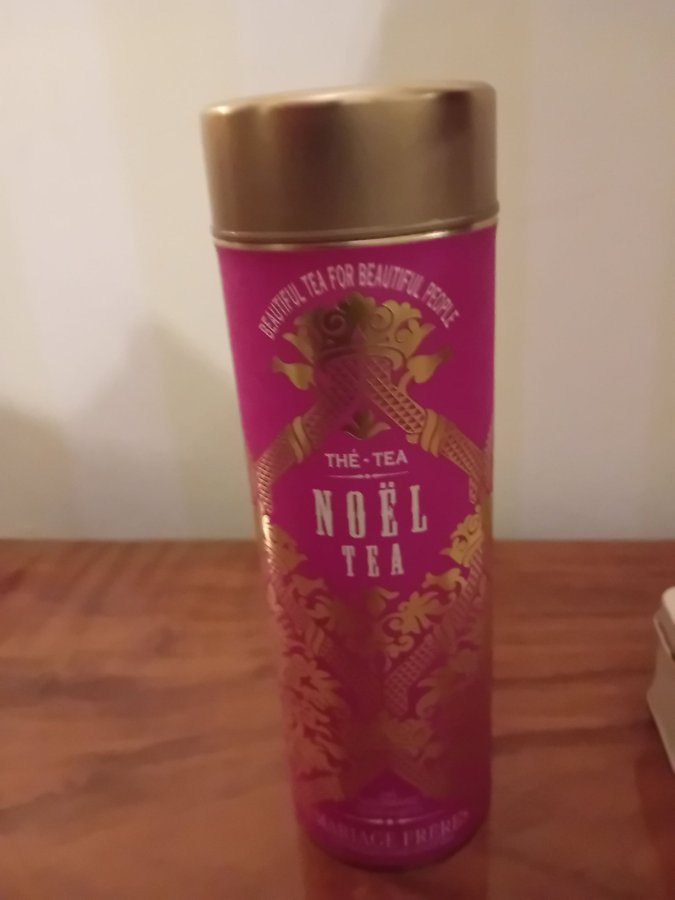 BEAUTIFUL TEA FOR BEAUTIFUL PEOPLE
THÉ - TEA
NOËL
TEA
MARIAGE FRÈRES